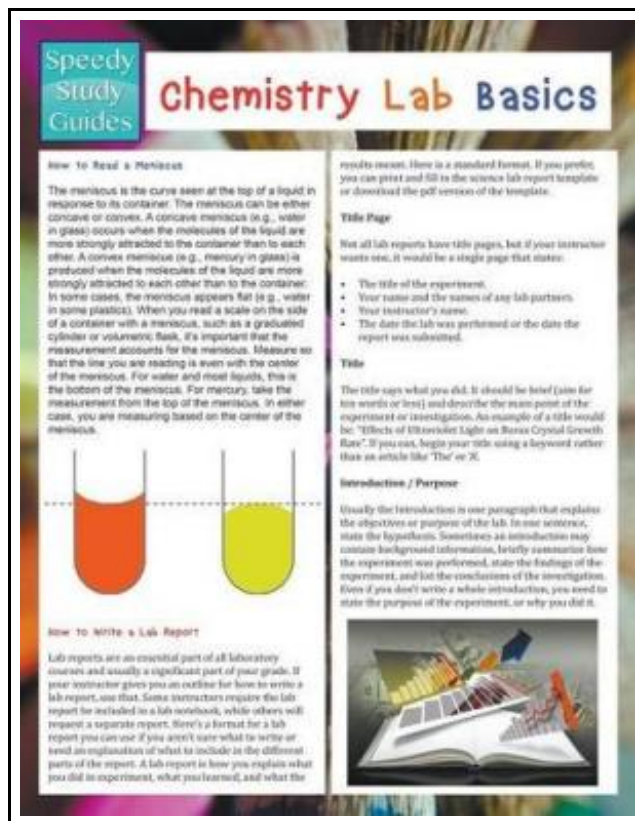 Speedy
Study
Guides
Chemistry Lab Basics
How to Read a Meniscus
The meniscus is the curve seen at the top of a liquid in
response to its container. The meniscus can be either
concave or convex. A concave meniscus (e.g., water
in glass) occurs when the molecules of the liquid are
more strongly attracted to the container than to each
other. A convex meniscus (e.g., mercury in glass) is
produced when the molecules of the liquid are more
strongly attracted to each other than to the container.
In some cases, the meniscus appears flat (e.g., water
in some plastics). When you read a scale on the side
of a container with a meniscus, such as a graduated
cylinder or volumetric flask, it's important that the
measurement accounts for the meniscus. Measure so
that the line you are reading is even with the center
of the meniscus. For water and most liquids, this is
the bottom of the meniscus. For mercury, take the
measurement from the top of the meniscus. In either
case, you are measuring based on the center of the
meniscus.
How to Write a Lab Report
Lab reports are an essential part of all laboratory
courses and usually a significant part of your grade. If
your instructor gives you an outline for how to write a
lab report, use that. Some instructors require the lab
report be included in a lab notebook, while others will
request a separate report. Here's a format for a lab
report you can use if you aren't sure what to write or
need an explanation of what to include in the different
parts of the report. A lab report is how you explain what
you did in experiment, what you learned, and what the
results meant. Here is a standard format. If you prefer,
you can print and fill in the science lab report template
or download the pdf version of the template.
Title Page
Not all lab reports have title pages, but if your instructor
wants one, it would be a single page that states:
• The title of the experiment.
• Your name and the names of any lab partners.
• Your instructor's name.
• The date the lab was performed or the date the
report was submitted.
Title
The title says what you did. It should be brief (aim for
ten words or less) and describe the main point of the
experiment or investigation. An example of a title would
be: "Effects of Ultraviolet Light on Borax Crystal Growth
Rate". If you can, begin your title using a keyword rather
than an article like 'The' or 'A'.
Introduction / Purpose
Usually the Introduction is one paragraph that explains
the objectives or purpose of the lab. In one sentence,
state the hypothesis. Sometimes an introduction may
contain background information, briefly summarize how
the experiment was performed, state the findings of the
experiment, and list the conclusions of the investigation.
Even if you don't write a whole introduction, you need to
state the purpose of the experiment, or why you did it.